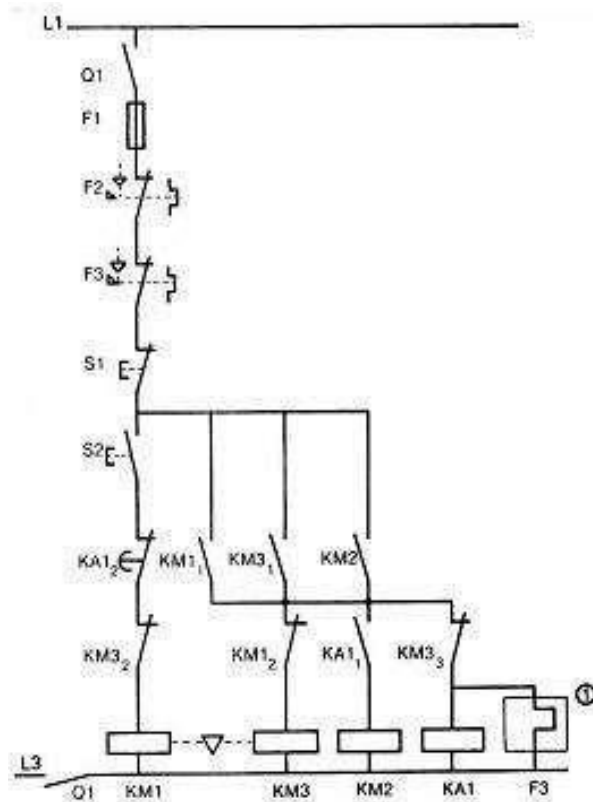 L1
Q1
F1
F2
F3
S1
S2
KA1₂ KM1₁ KM3₁ KM2
KM3₂ KM1₂ KA1₁ KM3₃
①
L3
Q1 KM1 KM3 KM2 KA1 F3